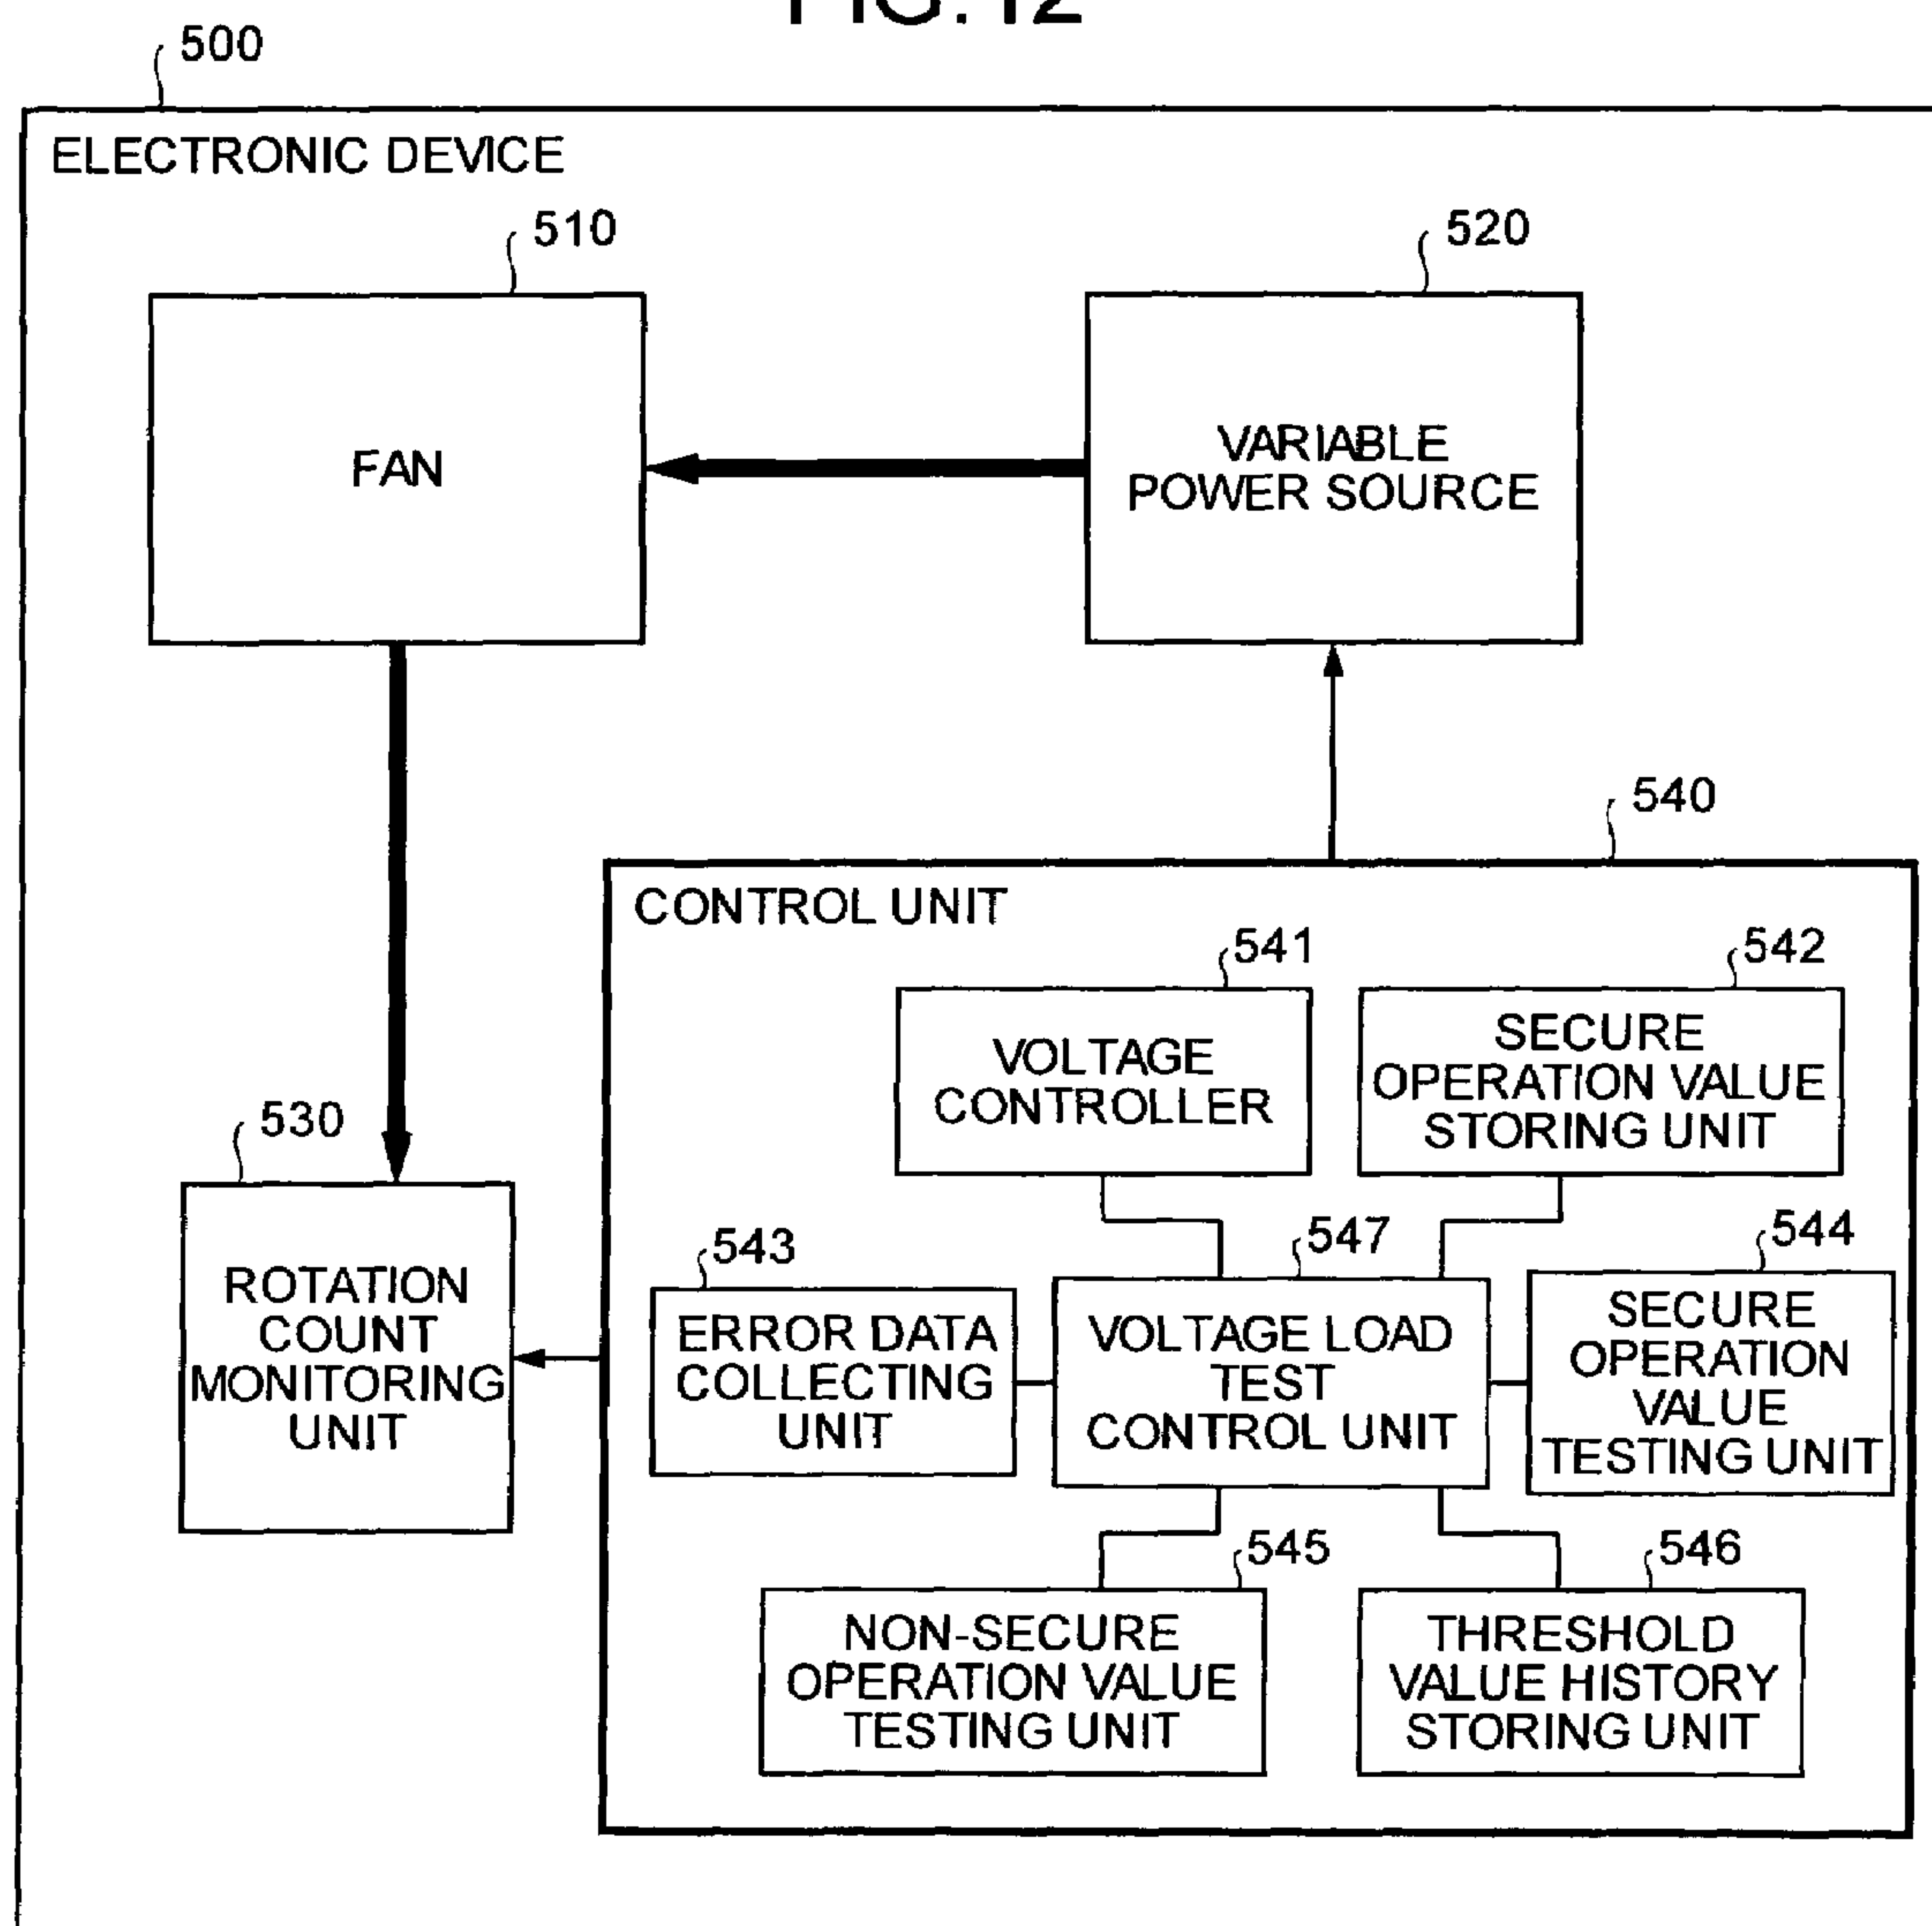 FIG.12
500
ELECTRONIC DEVICE
510
520
FAN
VARIABLE
POWER SOURCE
540
CONTROL UNIT
541
542
VOLTAGE
CONTROLLER
SECURE
OPERATION VALUE
STORING UNIT
530
ROTATION
COUNT
MONITORING
UNIT
543
547
544
ERROR DATA
COLLECTING
UNIT
VOLTAGE LOAD
TEST
CONTROL UNIT
SECURE
OPERATION
VALUE
TESTING UNIT
545
546
NON-SECURE
OPERATION VALUE
TESTING UNIT
THRESHOLD
VALUE HISTORY
STORING UNIT